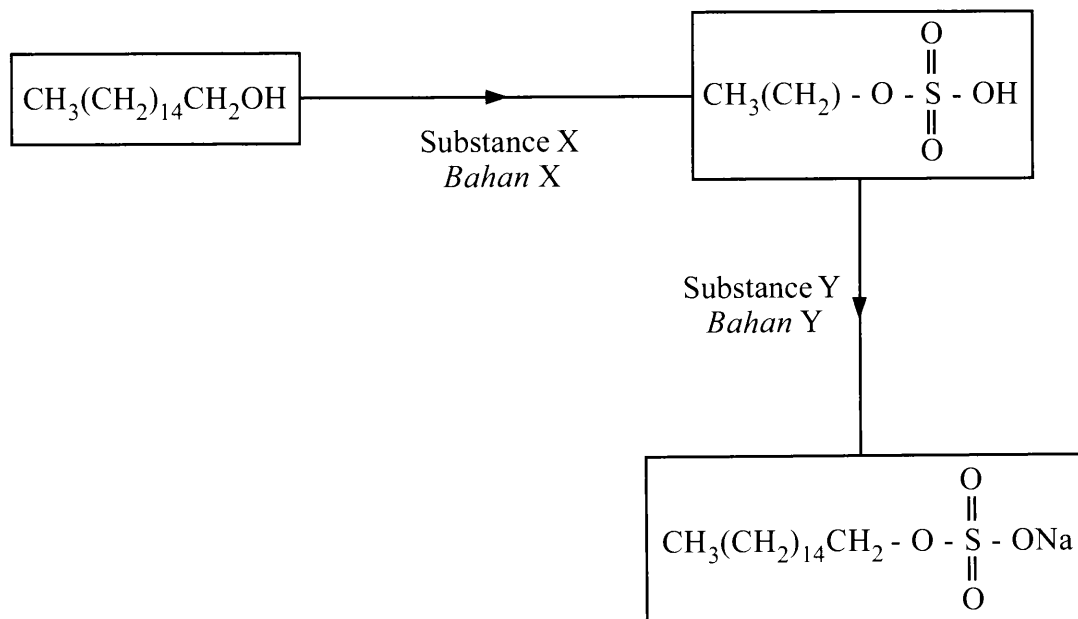 CH₃(CH₂)₁₄CH₂OH
Substance X
Bahan X
O
||
CH₃(CH₂) - O - S - OH
||
O
Substance Y
Bahan Y
O
||
CH₃(CH₂)₁₄CH₂ - O - S - ONa
||
O